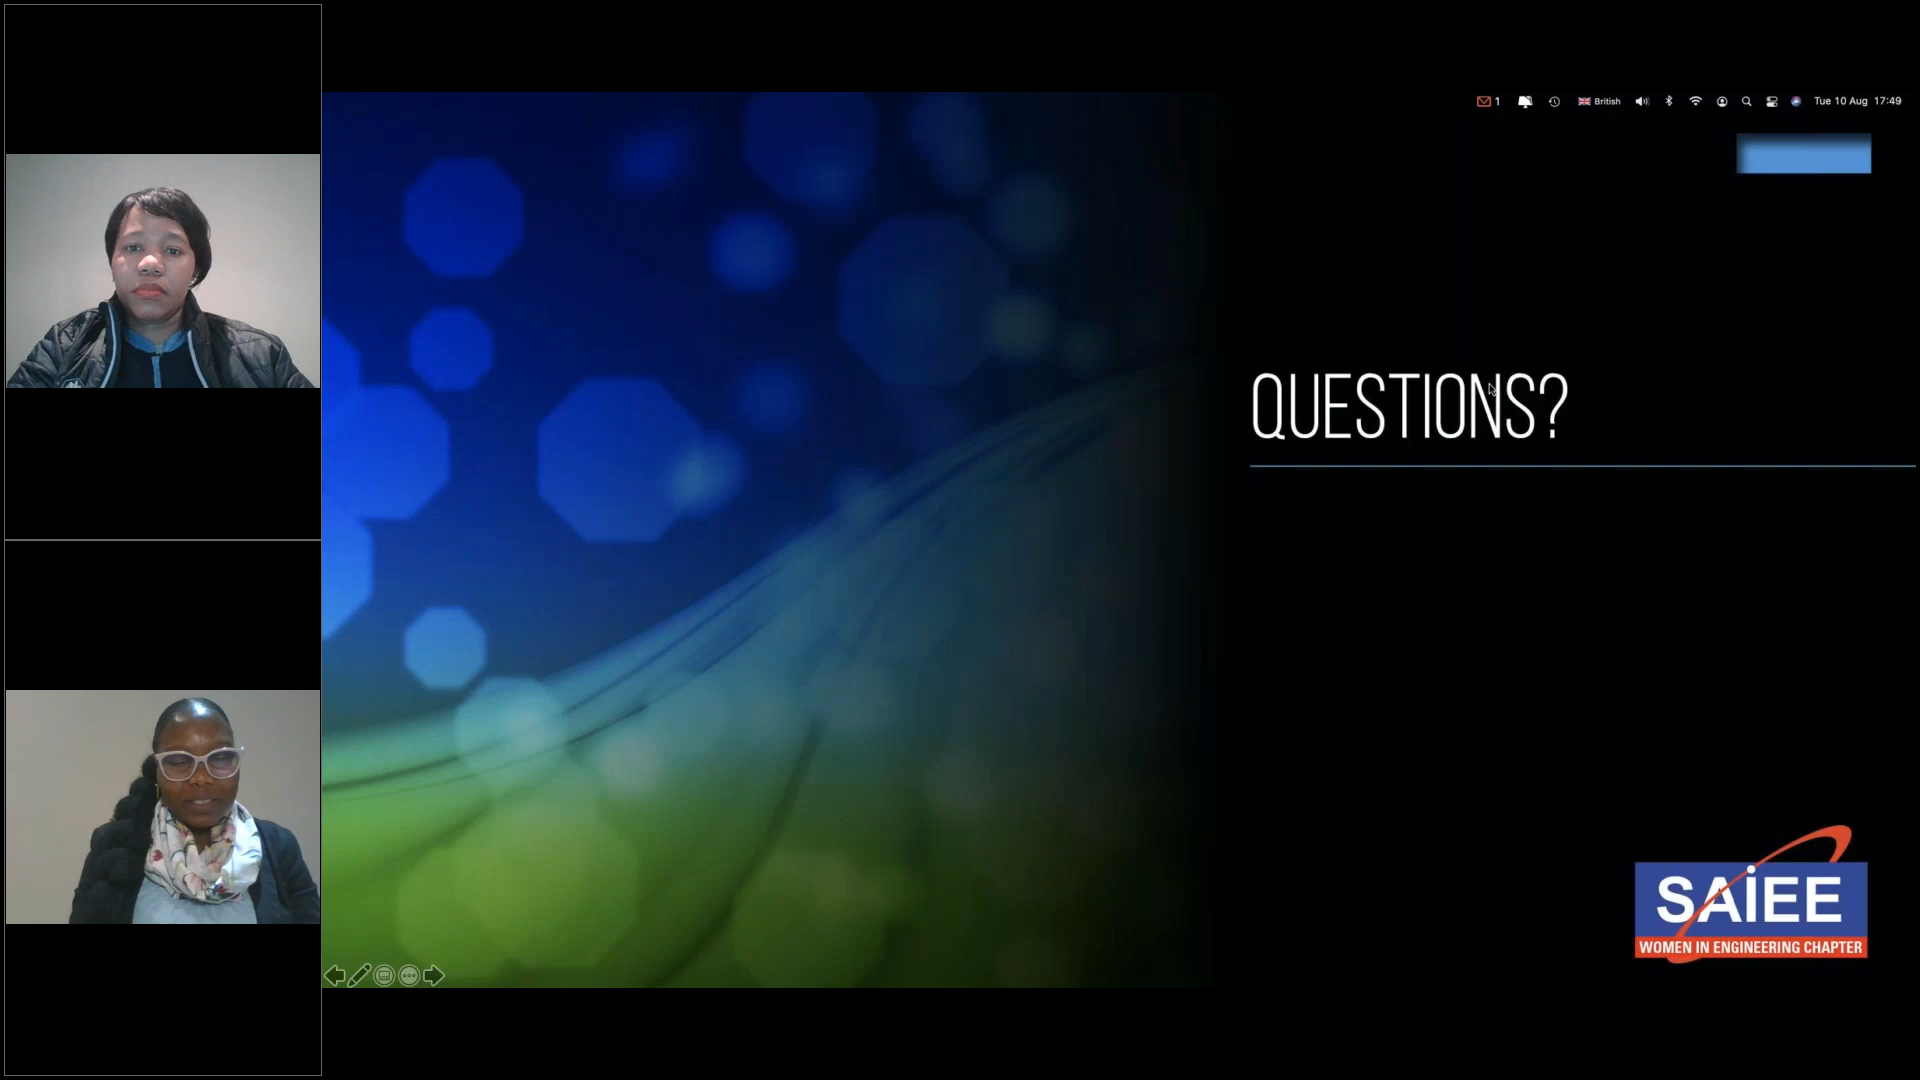 1 British Tue 10 Aug 17:49
QUESTIONS?
SAIEE
WOMEN IN ENGINEERING CHAPTER